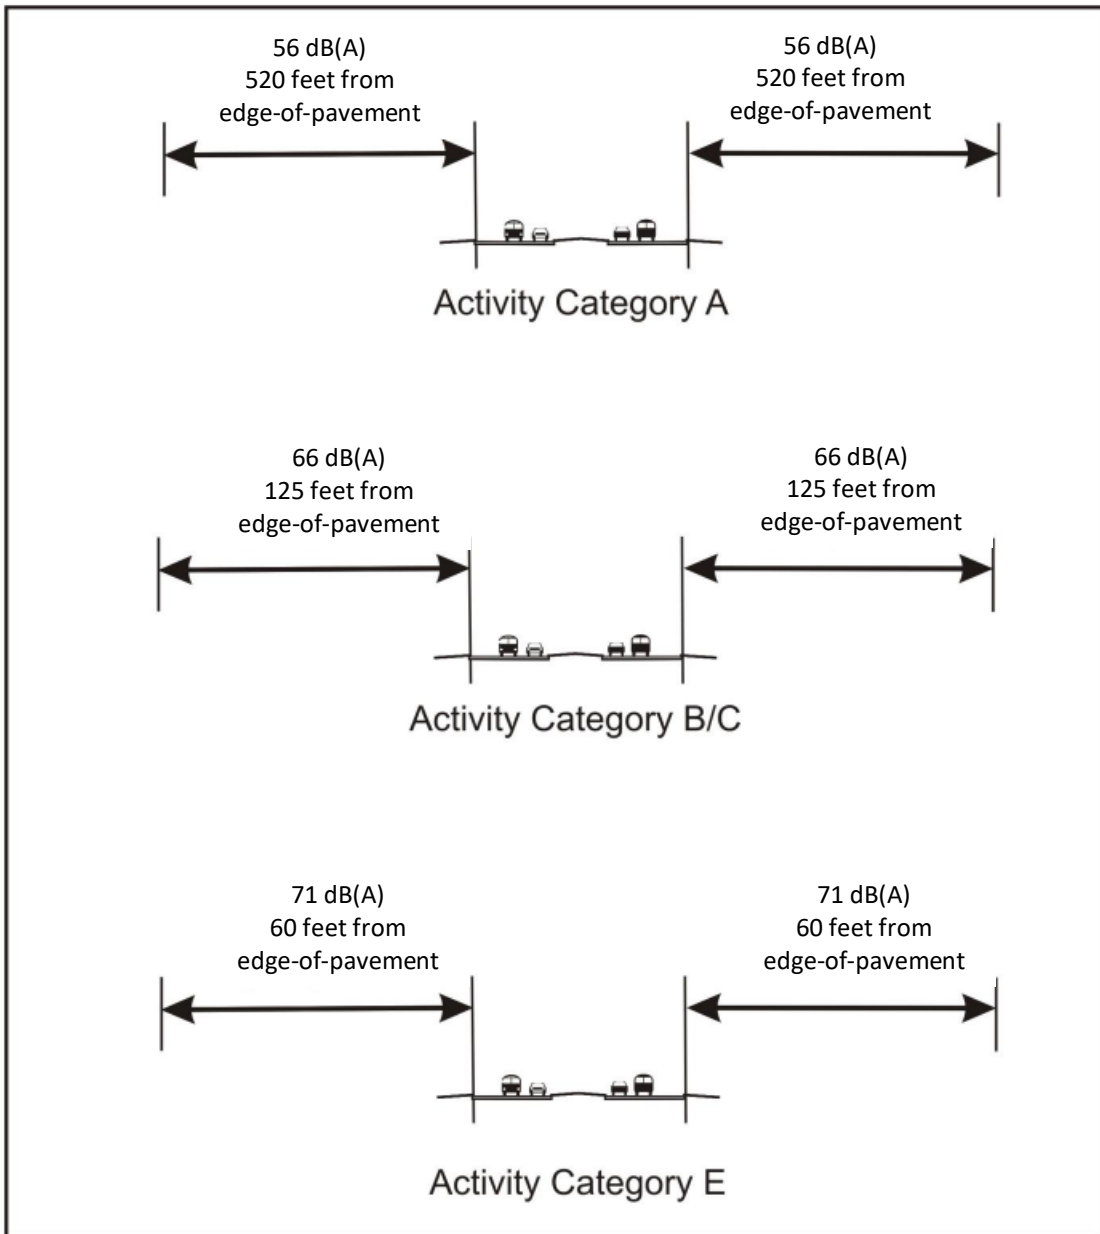 56 dB(A)
520 feet from
edge-of-pavement
56 dB(A)
520 feet from
edge-of-pavement
Activity Category A
66 dB(A)
125 feet from
edge-of-pavement
66 dB(A)
125 feet from
edge-of-pavement
Activity Category B/C
71 dB(A)
60 feet from
edge-of-pavement
71 dB(A)
60 feet from
edge-of-pavement
Activity Category E